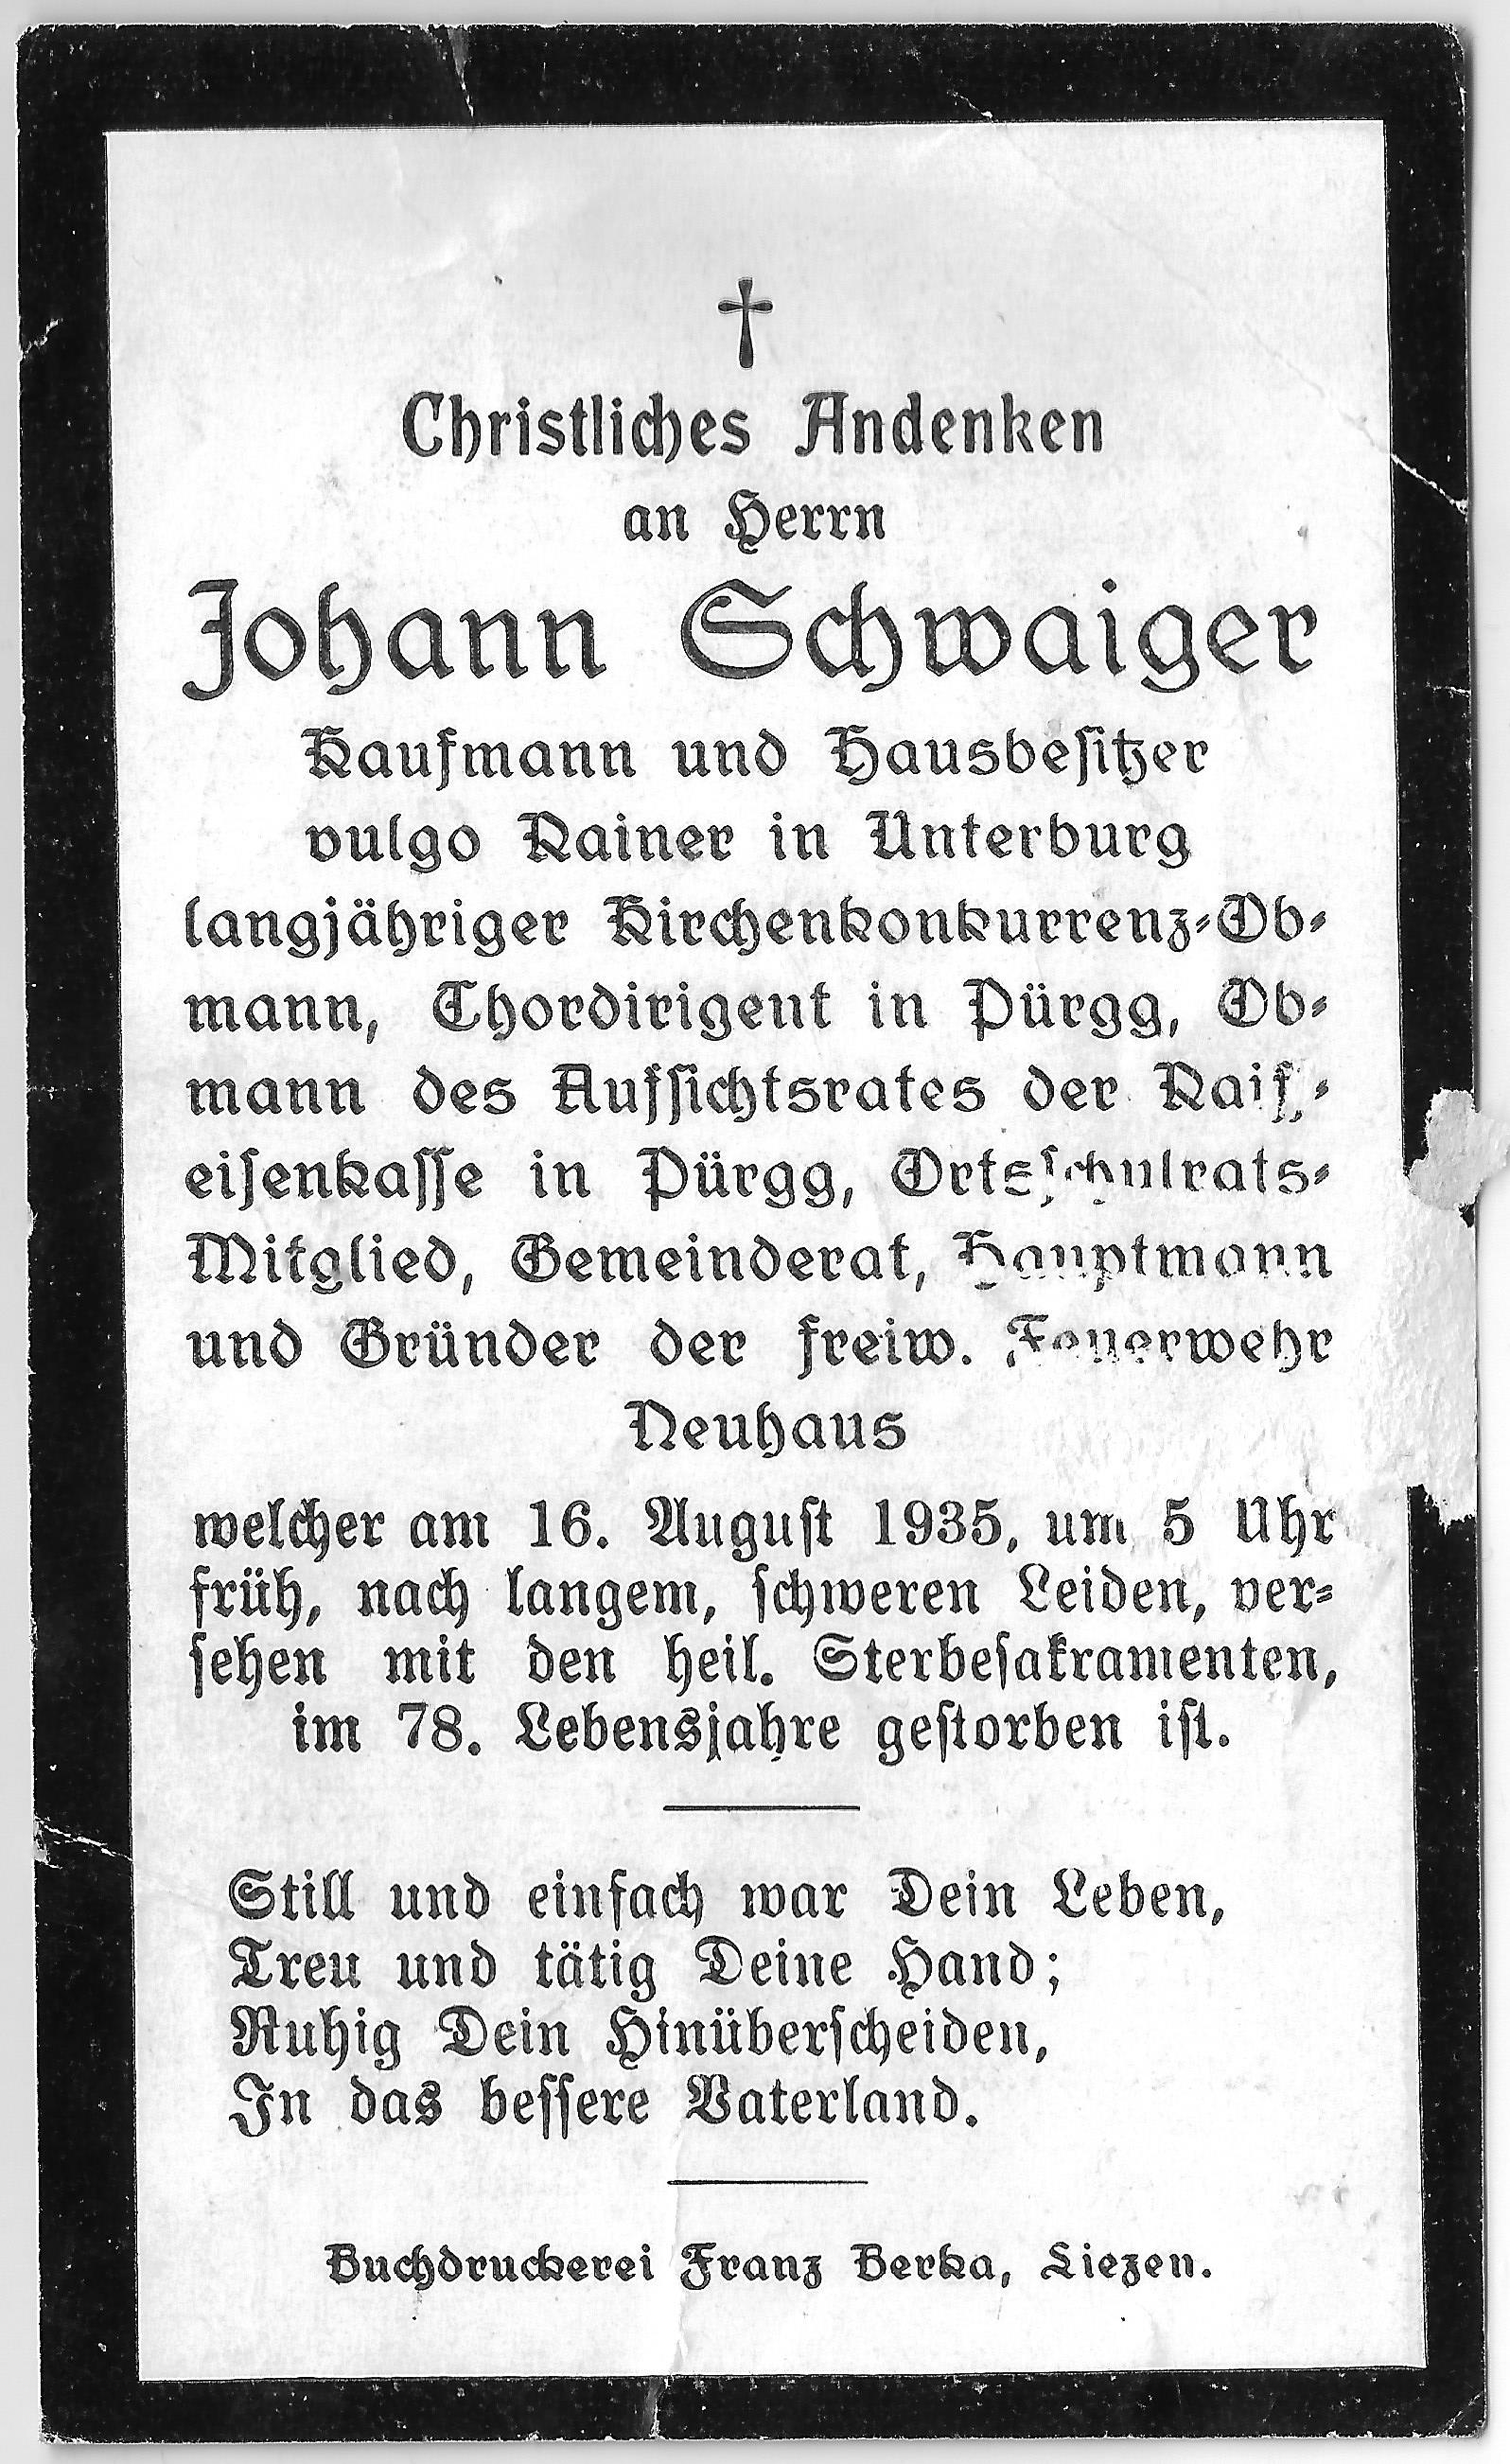 Christliches Andenken
an Herrn
Johann Schwaiger
Kaufmann und Hausbesitzer
vulgo Rainer in Unterburg
langjähriger Kirchenkonkurrenz-Ob-
mann, Chordirigent in Pürgg, Ob-
mann des Aufsichtsrates der Raiff-
eisenkasse in Pürgg, Ortsschulrats-
Mitglied, Gemeinderat, Hauptmann
und Gründer der freiw. Feuerwehr
Neuhaus
welcher am 16. August 1935, um 5 Uhr
früh, nach langem, schweren Leiden, ver-
sehen mit den heil. Sterbesakramenten,
im 78. Lebensjahre gestorben ist.
Still und einfach war Dein Leben,
Treu und tätig Deine Hand;
Ruhig Dein Hinüberscheiden,
In das bessere Vaterland.
Buchdruckerei Franz Berka, Liezen.